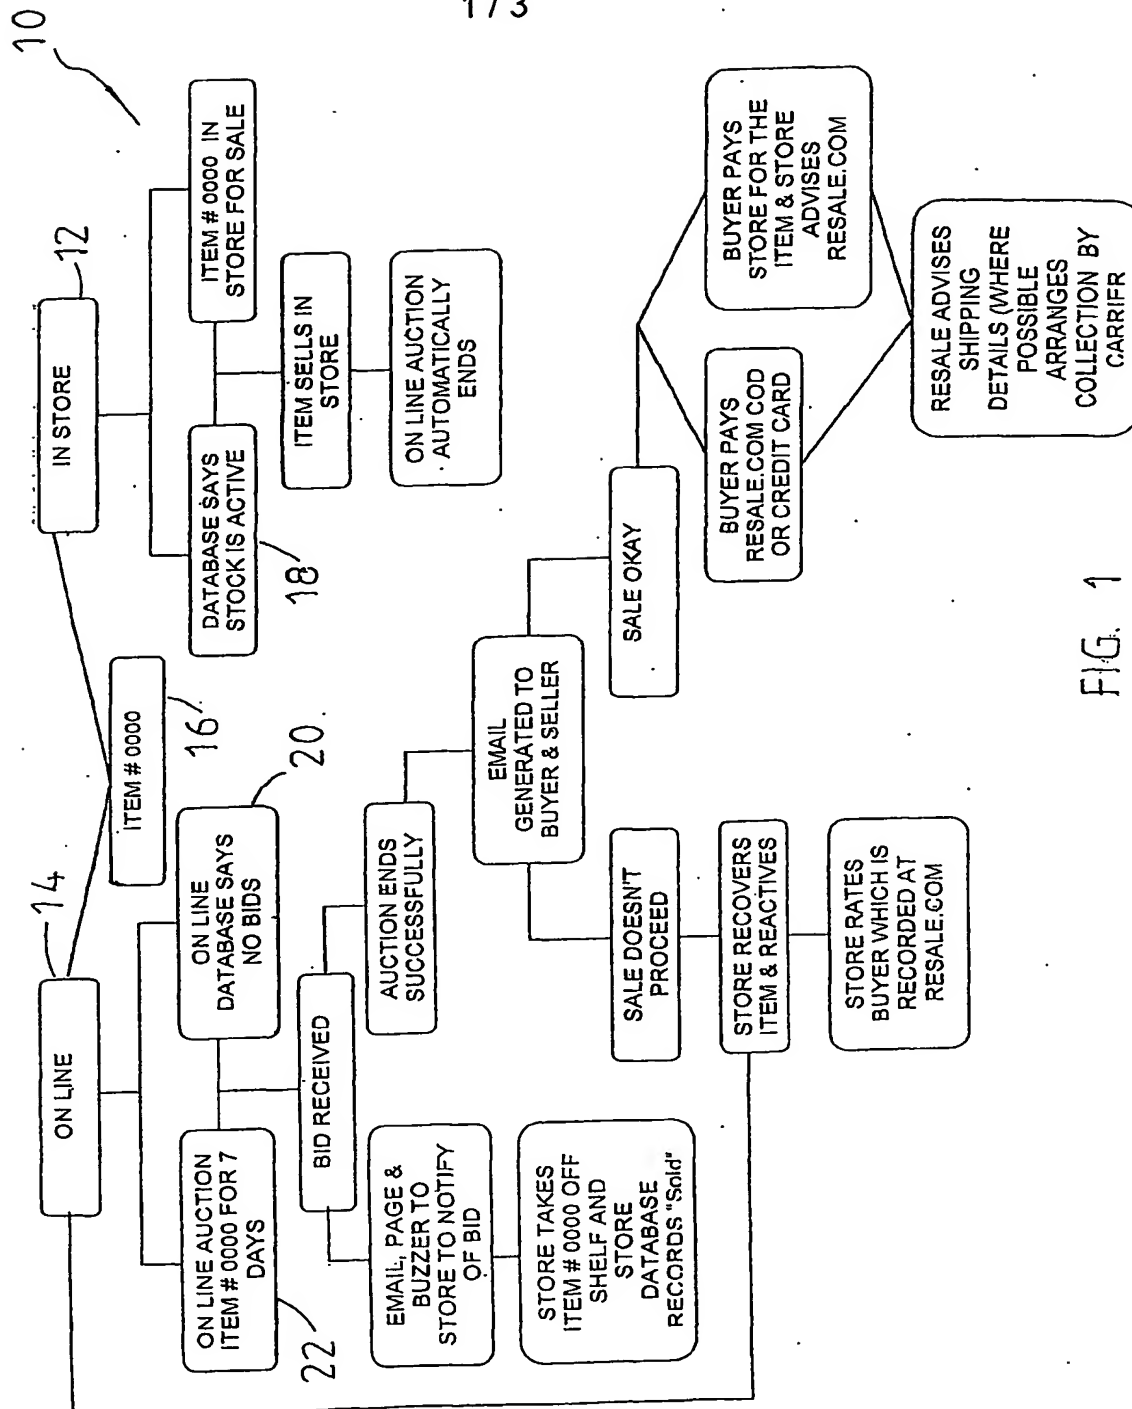 1/3
10
14
ON LINE
ITEM # 0000
16
IN STORE
12
ON LINE AUCTION
ITEM # 0000 FOR 7
DAYS
22
ON LINE
DATABASE SAYS
NO BIDS
20
DATABASE SAYS
STOCK IS ACTIVE
18
ITEM # 0000 IN
STORE FOR SALE
BID RECEIVED
ITEM SELLS IN
STORE
EMAIL, PAGE &
BUZZER TO
STORE TO NOTIFY
OF BID
AUCTION ENDS
SUCCESSFULLY
ON LINE AUCTION
AUTOMATICALLY
ENDS
STORE TAKES
ITEM # 0000 OFF
SHELF AND
STORE
DATABASE
RECORDS "Sold"
EMAIL
GENERATED TO
BUYER & SELLER
SALE DOESN'T
PROCEED
SALE OKAY
STORE RECOVERS
ITEM & REACTIVES
BUYER PAYS
RESALE.COM COD
OR CREDIT CARD
BUYER PAYS
STORE FOR THE
ITEM & STORE
ADVISES
RESALE.COM
STORE RATES
BUYER WHICH IS
RECORDED AT
RESALE.COM
RESALE ADVISES
SHIPPING
DETAILS (WHERE
POSSIBLE
ARRANGES
COLLECTION BY
CARRIFR
FIG. 1